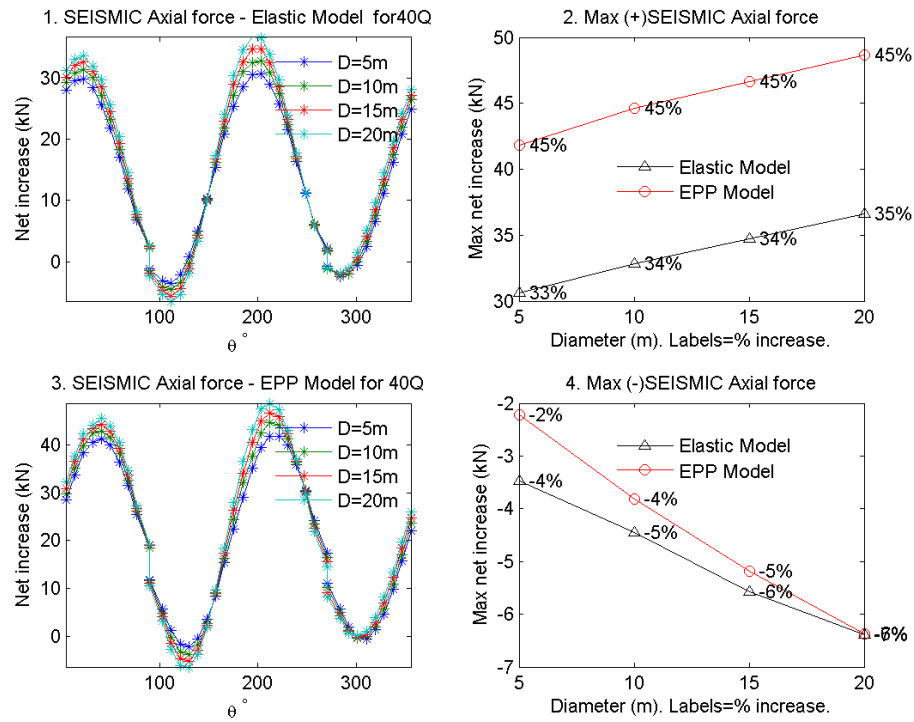 1. SEISMIC Axial force - Elastic Model for40Q
Net increase (kN)
30
20
10
0
100
200
300
θ °
D=5m
D=10m
D=15m
D=20m
2. Max (+)SEISMIC Axial force
Max net increase (kN)
50
45
40
35
30
5
10
15
20
Diameter (m). Labels=% increase.
45%
45%
45%
45%
Elastic Model
EPP Model
33%
34%
34%
35%
3. SEISMIC Axial force - EPP Model for 40Q
Net increase (kN)
40
30
20
10
0
100
200
300
θ °
D=5m
D=10m
D=15m
D=20m
4. Max (-)SEISMIC Axial force
Max net increase (kN)
-2
-3
-4
-5
-6
-7
5
10
15
20
Diameter (m). Labels=% increase.
-2%
-4%
-5%
Elastic Model
EPP Model
-4%
-5%
-6%